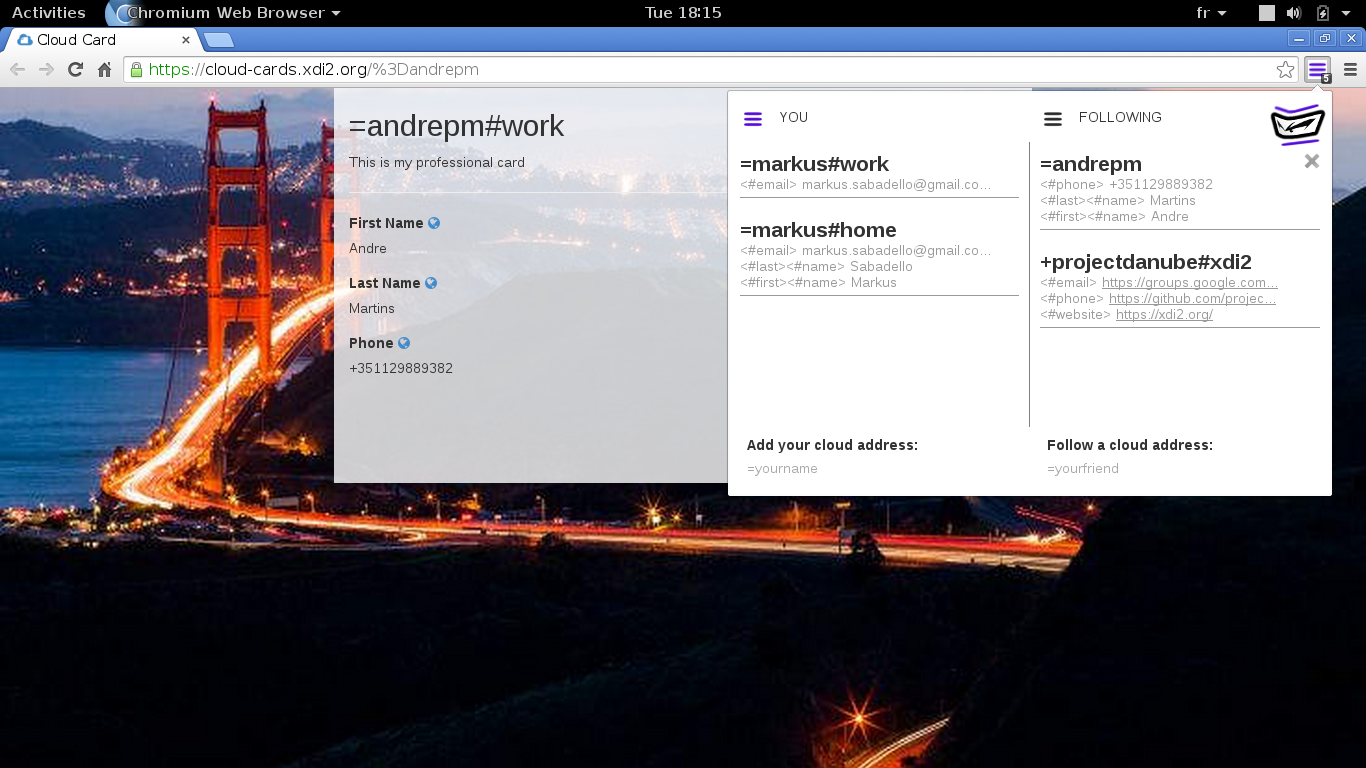 Activities Chromium Web Browser Tue 18:15 fr
Cloud Card
https://cloud-cards.xdi2.org/%3Dandrepm
5
=andrepm#work
This is my professional card
First Name
Andre
Last Name
Martins
Phone
+351129889382
YOU
=markus#work
<#email> markus.sabadello@gmail.co...
=markus#home
<#email> markus.sabadello@gmail.co...
<#last><#name> Sabadello
<#first><#name> Markus
Add your cloud address:
=yourname
FOLLOWING
=andrepm
<#phone> +351129889382
<#last><#name> Martins
<#first><#name> Andre
+projectdanube#xdi2
<#email> https://groups.google.com...
<#phone> https://github.com/projec...
<#website> https://xdi2.org/
Follow a cloud address:
=yourfriend